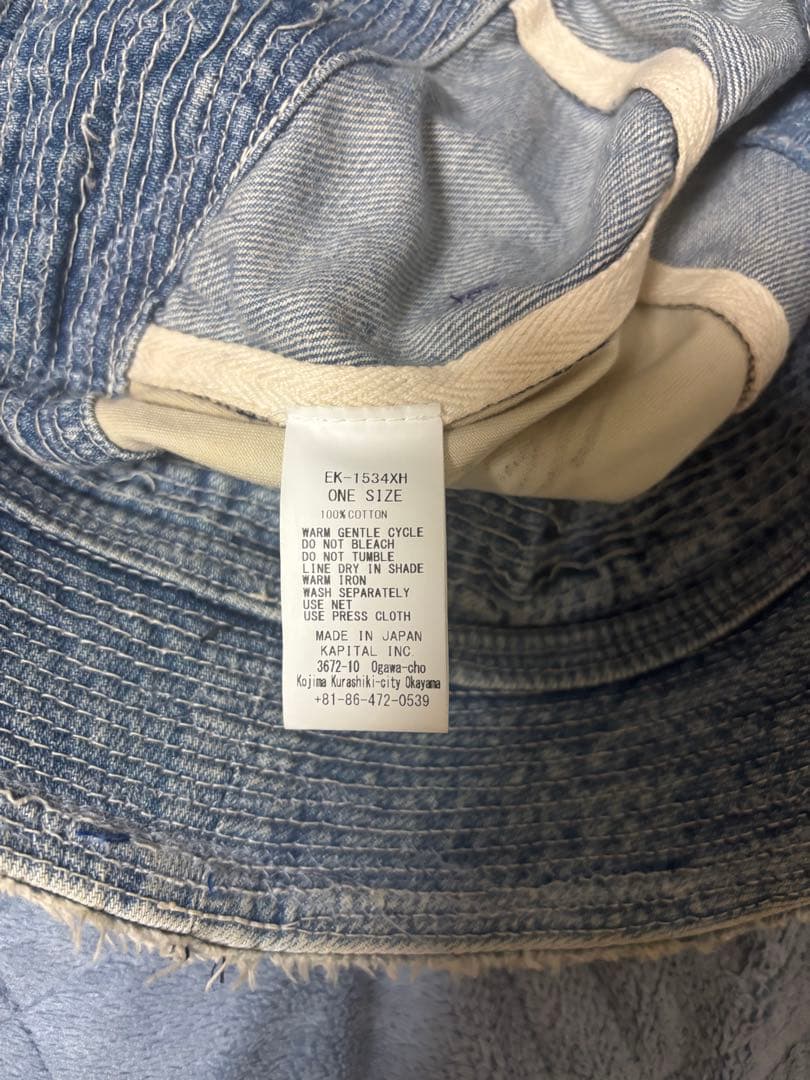 EK-1534XH
ONE SIZE
100% COTTON
WARM GENTLE CYCLE
DO NOT BLEACH
DO NOT TUMBLE
LINE DRY IN SHADE
WARM IRON
WASH SEPARATELY
USE NET
USE PRESS CLOTH
MADE IN JAPAN
KAPITAL INC.
3672-10 Ogawa-cho
Kojima Kurashiki-city Okayama
+81-86-472-0539